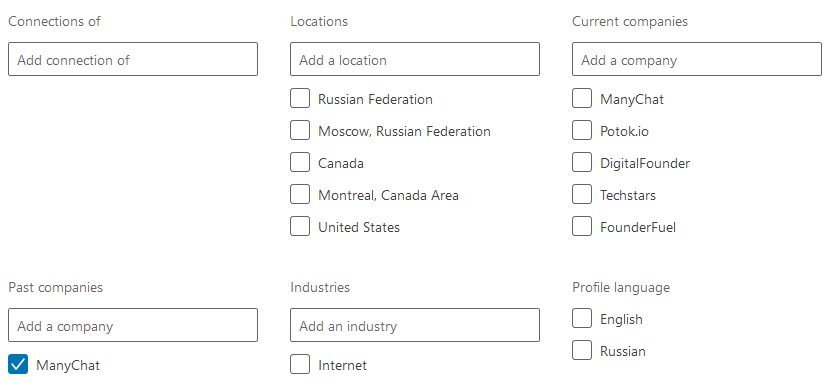 Connections of
Add connection of
Locations
Add a location
Russian Federation
Moscow, Russian Federation
Canada
Montreal, Canada Area
United States
Current companies
Add a company
ManyChat
Potok.io
DigitalFounder
Techstars
FounderFuel
Past companies
Add a company
ManyChat
Industries
Add an industry
Internet
Profile language
English
Russian